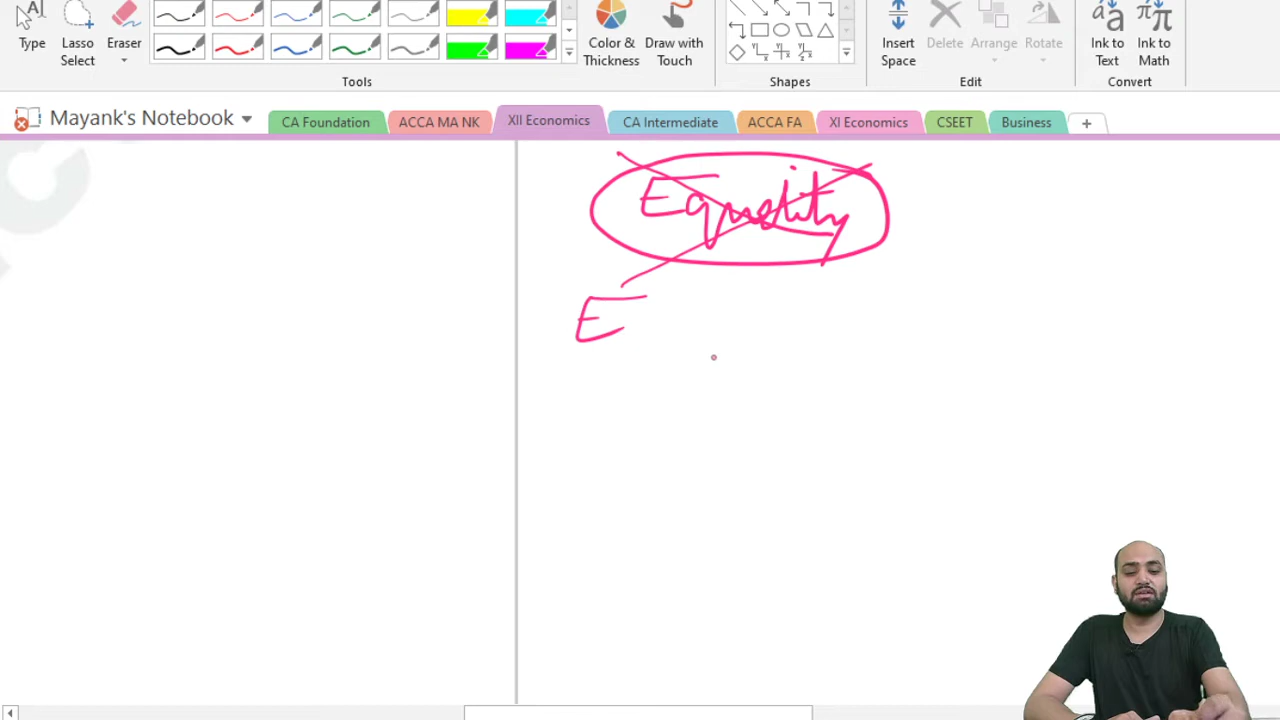 Type
Lasso Select
Eraser
Color & Thickness
Draw with Touch
Insert Space
Delete
Arrange
Rotate
Ink to Text
Ink to Math
Tools
Shapes
Edit
Convert
Mayank's Notebook
CA Foundation
ACCA MA NK
XII Economics
CA Intermediate
ACCA FA
XI Economics
CSEET
Business
Equality
E